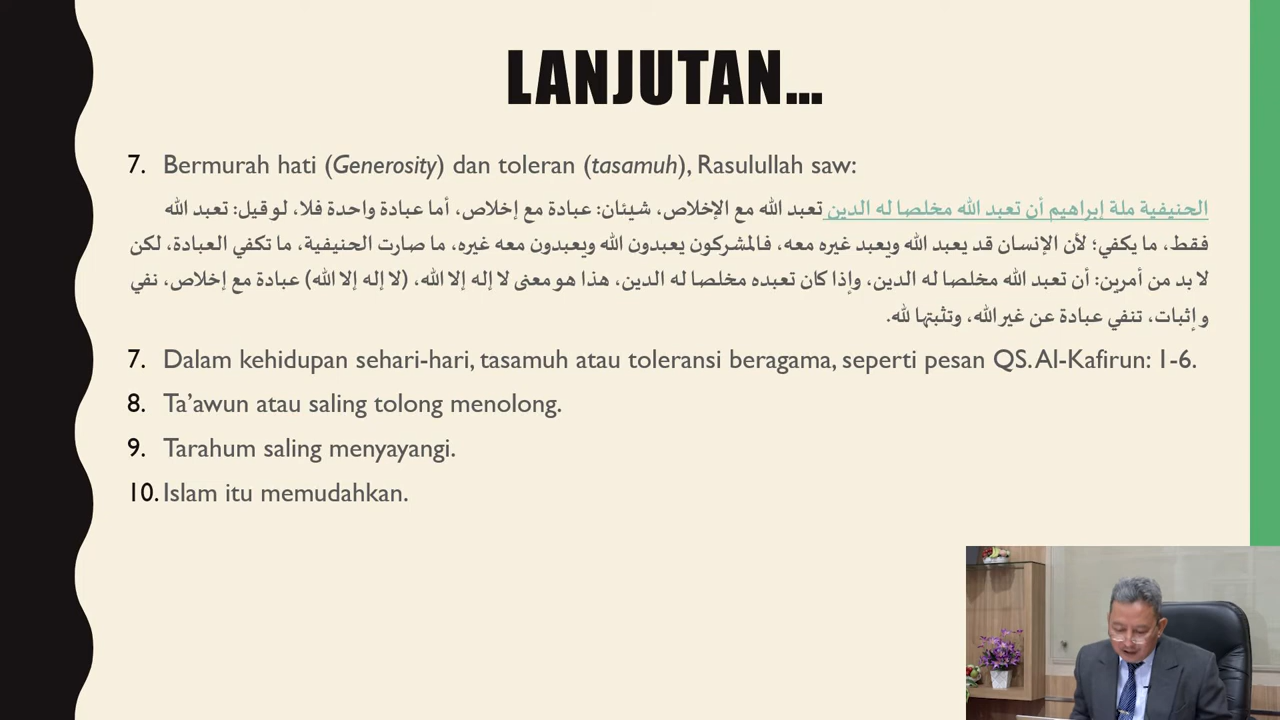 LANJUTAN...
7. Bermurah hati (Generosity) dan toleran (tasamuh), Rasulullah saw:
الحنيفية ملة إبراهيم أن تعبد الله مخلصا له الدين تعبد الله مع الإخلاص، شيئان: عبادة مع إخلاص، أما عبادة واحدة فلا، لو قيل: تعبد الله
فقط، ما يكفي؛ لأن الإنسان قد يعبد الله ويعبد غيره معه، فالمشركون يعبدون الله ويعبدون معه غيره، ما صارت الحنيفية، ما تكفي العبادة، لكن
لا بد من أمرين: أن تعبد الله مخلصا له الدين، وإذا كان تعبده مخلصا له الدين، هذا هو معنى لا إله إلا الله، (لا إله إلا الله) عبادة مع إخلاص، نفي
وإثبات، تنفي عبادة عن غير الله، وتثبتها لله.
7. Dalam kehidupan sehari-hari, tasamuh atau toleransi beragama, seperti pesan QS. Al-Kafirun: 1-6.
8. Ta’awun atau saling tolong menolong.
9. Tarahum saling menyayangi.
10. Islam itu memudahkan.